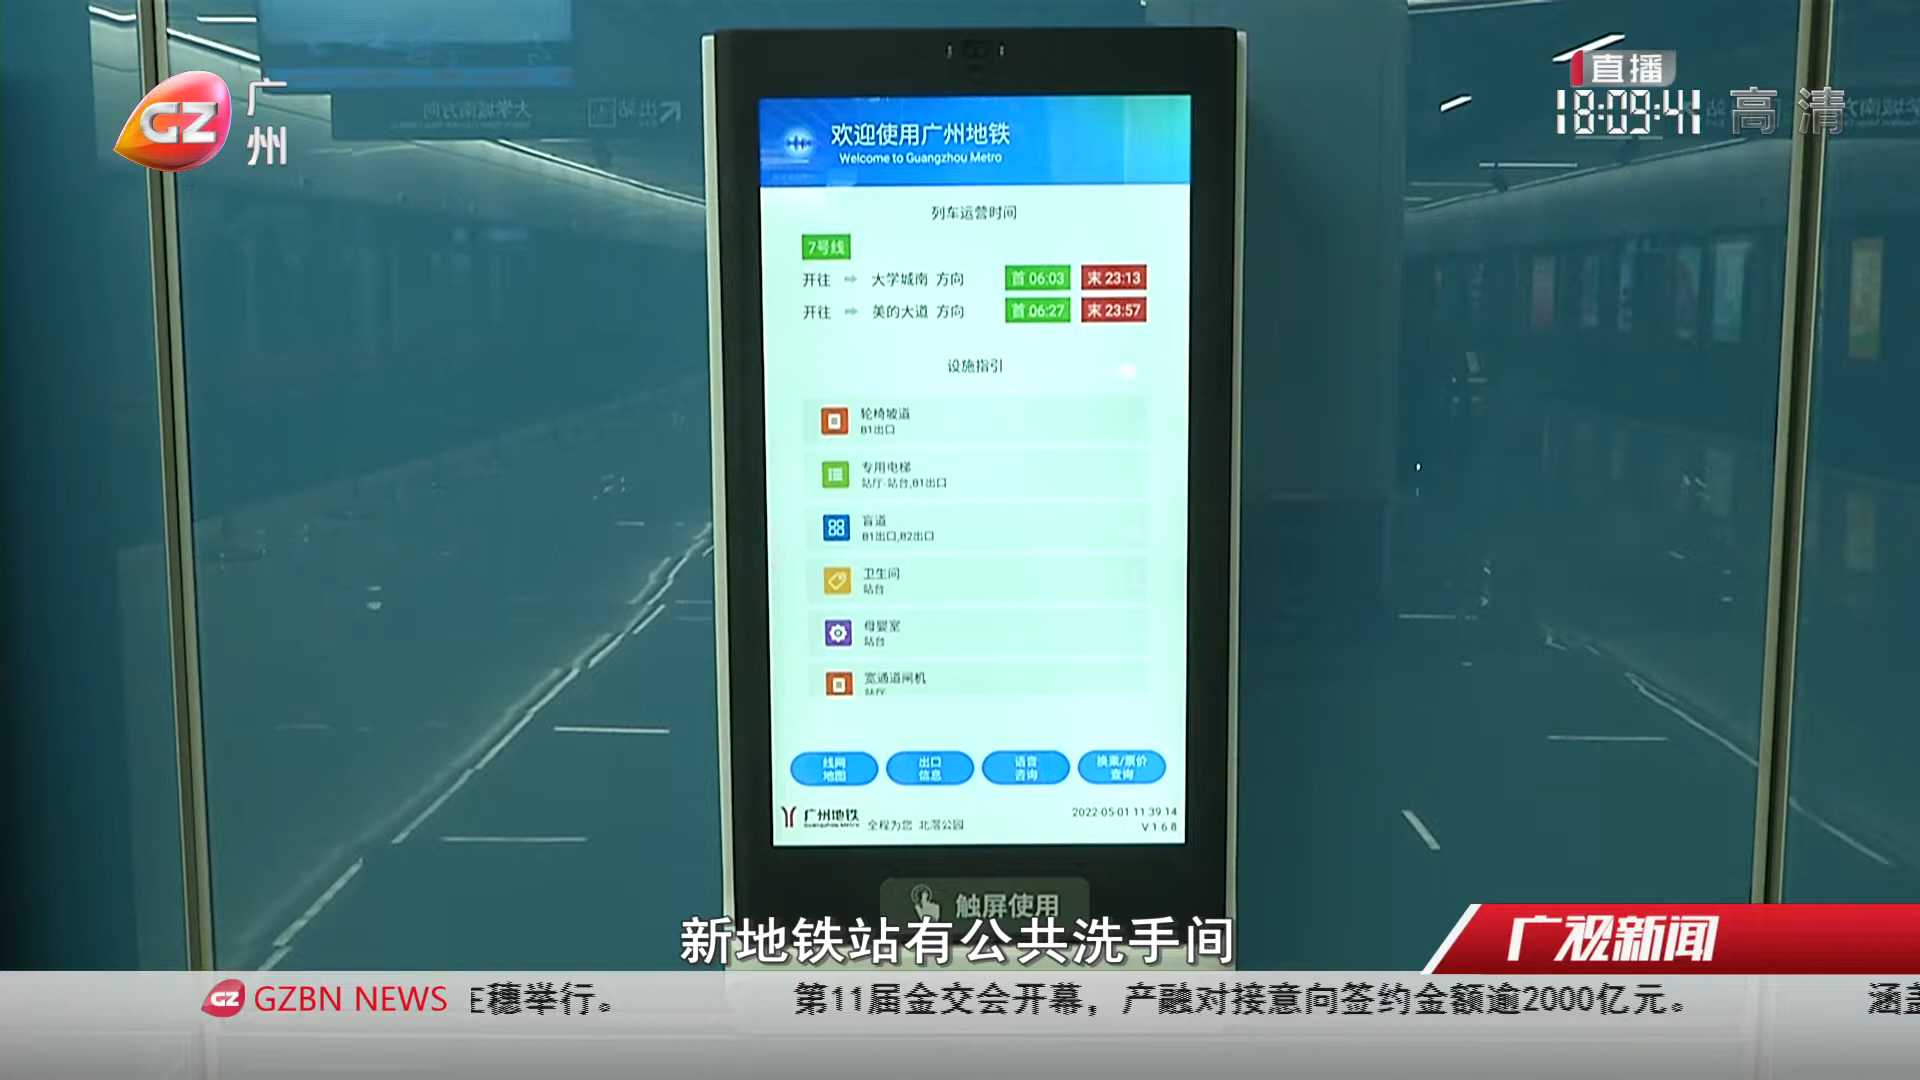 GZ
广州
直播
18:09:41
高清
欢迎使用广州地铁
Welcome to Guangzhou Metro
列车运营时间
7号线
开往 ⇨ 大学城南 方向 首 06:03 末 23:13
开往 ⇨ 美的大道 方向 首 06:27 末 23:57
设施指引
轮椅坡道
B1出口
专用电梯
站厅-站台,B1出口
盲道
B1出口,B2出口
卫生间
站台
母婴室
站台
宽通道闸机
站厅
线网
地图
出口
信息
语音
咨询
换乘/票价
查询
广州地铁
Guangzhou Metro
全程为您 北滘公园
2022-05-01 11:39:14
V 1.6.8
触屏使用
新地铁站有公共洗手间
广视新闻
GZ GZBN NEWS
穗举行。 第11届金交会开幕，产融对接意向签约金额逾2000亿元。 涵